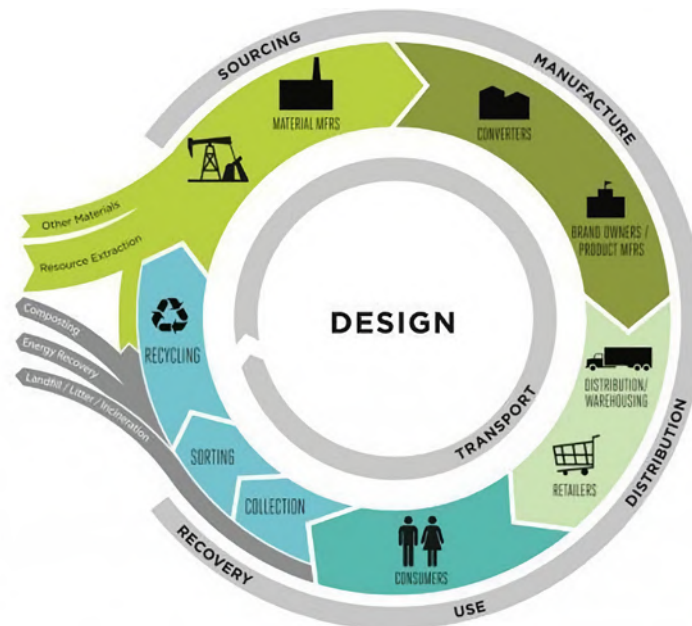 SOURCING
MANUFACTURE
MATERIAL MFRS
CONVERTERS
BRAND OWNERS /
PRODUCT MFRS
Other Materials
Resource Extraction
Composting
Energy Recovery
Landfill / Litter / Incineration
RECYCLING
DESIGN
DISTRIBUTION/
WAREHOUSING
TRANSPORT
RETAILERS
DISTRIBUTION
SORTING
COLLECTION
CONSUMERS
RECOVERY
USE